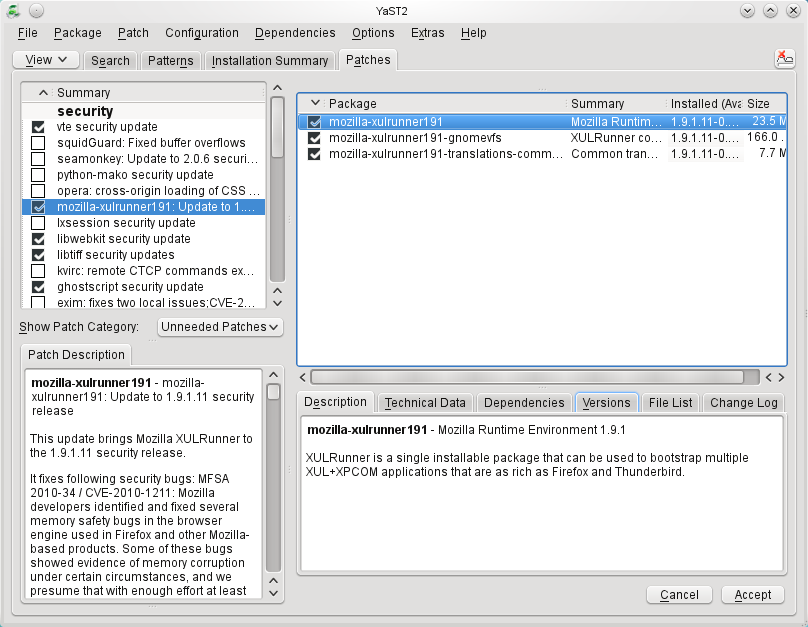 YaST2
File Package Patch Configuration Dependencies Options Extras Help
View Search Patterns Installation Summary Patches
Summary
security
vte security update
squidGuard: Fixed buffer overflows
seamonkey: Update to 2.0.6 securi...
python-mako security update
opera: cross-origin loading of CSS ...
mozilla-xulrunner191: Update to 1....
lxsession security update
libwebkit security update
libtiff security updates
kvirc: remote CTCP commands ex...
ghostscript security update
exim: fixes two local issues;CVE-2...
Show Patch Category: Unneeded Patches
Patch Description
mozilla-xulrunner191 - mozilla-
xulrunner191: Update to 1.9.1.11 security
release
This update brings Mozilla XULRunner to
the 1.9.1.11 security release.
It fixes following security bugs: MFSA
2010-34 / CVE-2010-1211: Mozilla
developers identified and fixed several
memory safety bugs in the browser
engine used in Firefox and other Mozilla-
based products. Some of these bugs
showed evidence of memory corruption
under certain circumstances, and we
presume that with enough effort at least
Package Summary Installed (Ava Size
mozilla-xulrunner191 Mozilla Runtim... 1.9.1.11-0.... 23.5 M
mozilla-xulrunner191-gnomevfs XULRunner co... 1.9.1.11-0.... 166.0
mozilla-xulrunner191-translations-comm... Common tran... 1.9.1.11-0.... 7.7 M
Description Technical Data Dependencies Versions File List Change Log
mozilla-xulrunner191 - Mozilla Runtime Environment 1.9.1
XULRunner is a single installable package that can be used to bootstrap multiple
XUL+XPCOM applications that are as rich as Firefox and Thunderbird.
Cancel Accept